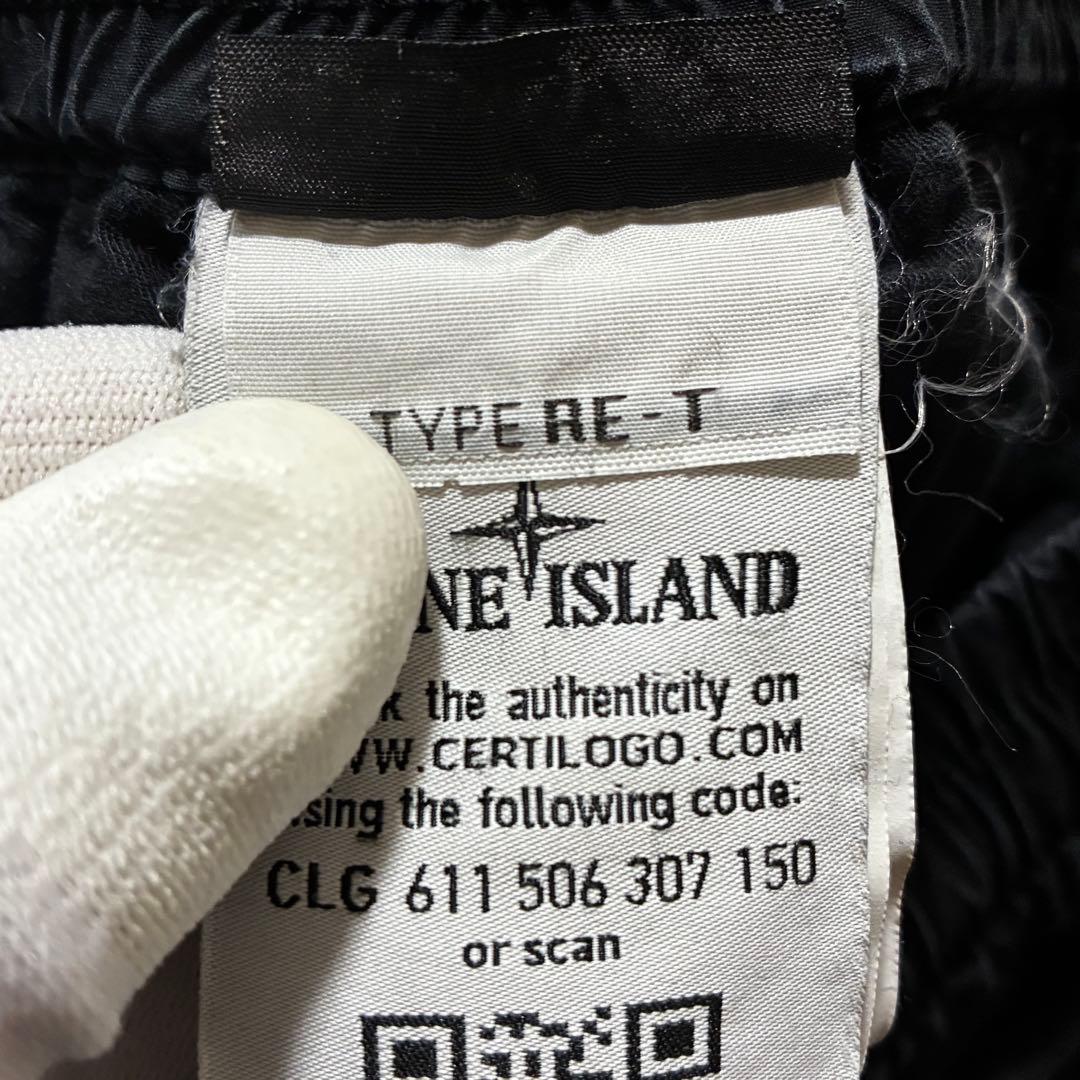 TYPE RE-T
NE ISLAND
k the authenticity on
WW.CERTILOGO.COM
sing the following code:
CLG 611 506 307 150
or scan